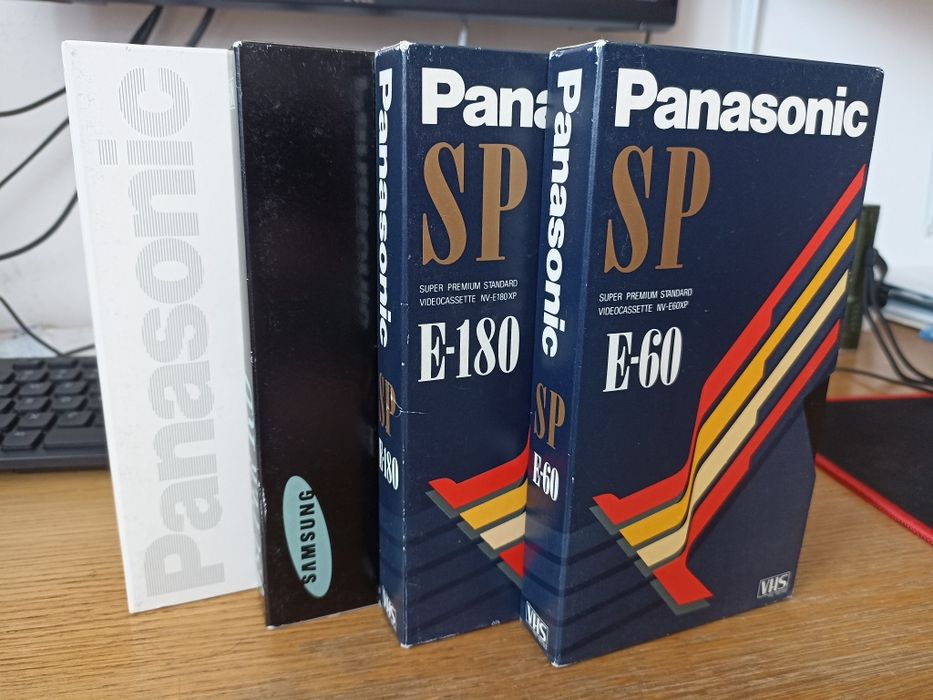 Panasonic
SAMSUNG
Panasonic
SP
E-180
VHS
Pana
SP
SUPER PREMIUM STANDARD
VIDEOCASSETTE NV-E180XP
E-180
Panasonic
SP
E-60
VHS
Panasonic
SP
SUPER PREMIUM STANDARD
VIDEOCASSETTE NV-E60XP
E-60
VHS